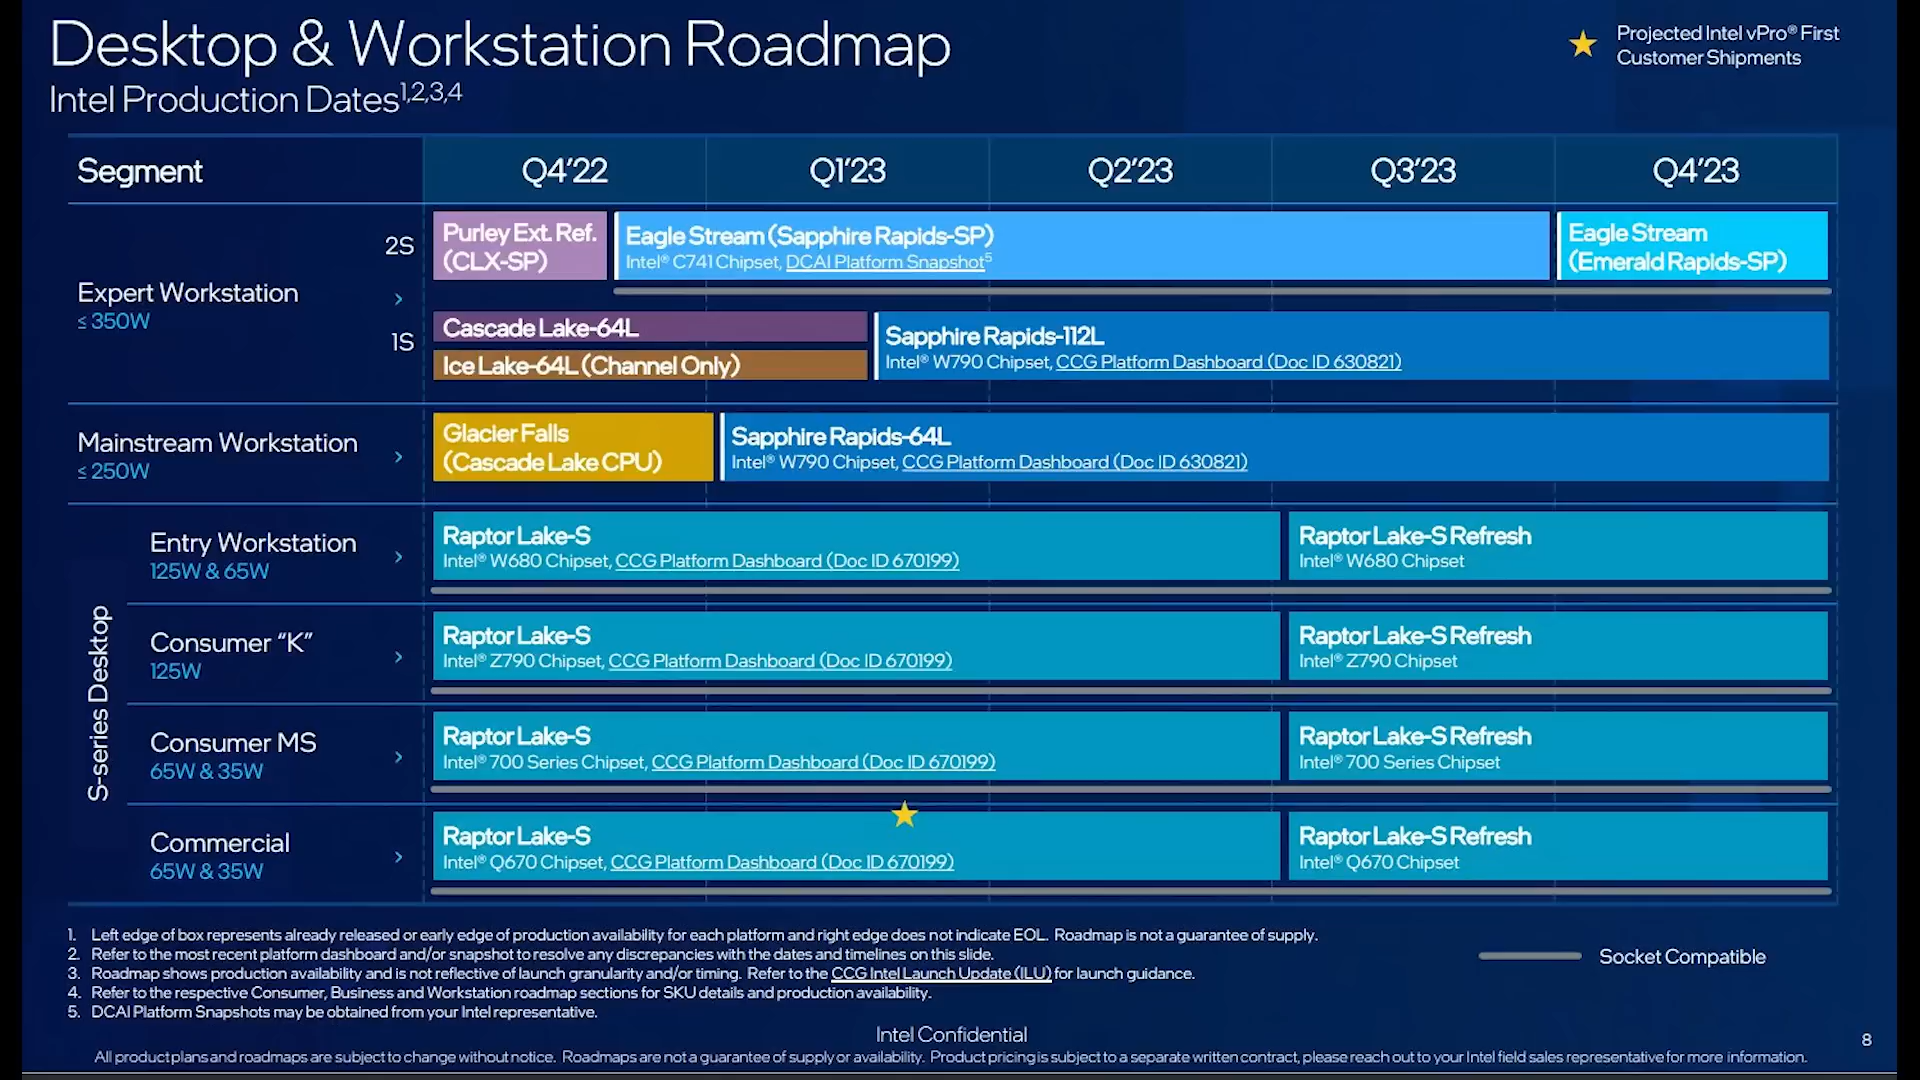 Desktop & Workstation Roadmap
Intel Production Dates1,2,3,4
Projected Intel vPro® First
Customer Shipments
Segment
Q4’22
Q1’23
Q2’23
Q3’23
Q4’23
Expert Workstation
≤ 350W
2S
Purley Ext. Ref.
(CLX-SP)
Eagle Stream (Sapphire Rapids-SP)
Intel® C741 Chipset, DCAI Platform Snapshot5
Eagle Stream
(Emerald Rapids-SP)
1S
Cascade Lake-64L
Ice Lake-64L (Channel Only)
Sapphire Rapids-112L
Intel® W790 Chipset, CCG Platform Dashboard (Doc ID 630821)
Mainstream Workstation
≤ 250W
Glacier Falls
(Cascade Lake CPU)
Sapphire Rapids-64L
Intel® W790 Chipset, CCG Platform Dashboard (Doc ID 630821)
S-series Desktop
Entry Workstation
125W & 65W
Raptor Lake-S
Intel® W680 Chipset, CCG Platform Dashboard (Doc ID 670199)
Raptor Lake-S Refresh
Intel® W680 Chipset
Consumer “K”
125W
Raptor Lake-S
Intel® Z790 Chipset, CCG Platform Dashboard (Doc ID 670199)
Raptor Lake-S Refresh
Intel® Z790 Chipset
Consumer MS
65W & 35W
Raptor Lake-S
Intel® 700 Series Chipset, CCG Platform Dashboard (Doc ID 670199)
Raptor Lake-S Refresh
Intel® 700 Series Chipset
Commercial
65W & 35W
Raptor Lake-S
Intel® Q670 Chipset, CCG Platform Dashboard (Doc ID 670199)
Raptor Lake-S Refresh
Intel® Q670 Chipset
1. Left edge of box represents already released or early edge of production availability for each platform and right edge does not indicate EOL. Roadmap is not a guarantee of supply.
2. Refer to the most recent platform dashboard and/or snapshot to resolve any discrepancies with the dates and timelines on this slide.
3. Roadmap shows production availability and is not reflective of launch granularity and/or timing. Refer to the CCG Intel Launch Update (ILU) for launch guidance.
4. Refer to the respective Consumer, Business and Workstation roadmap sections for SKU details and production availability.
5. DCAI Platform Snapshots may be obtained from your Intel representative.
Socket Compatible
Intel Confidential
8
All product plans and roadmaps are subject to change without notice. Roadmaps are not a guarantee of supply or availability. Product pricing is subject to a separate written contract, please reach out to your Intel field sales representative for more information.